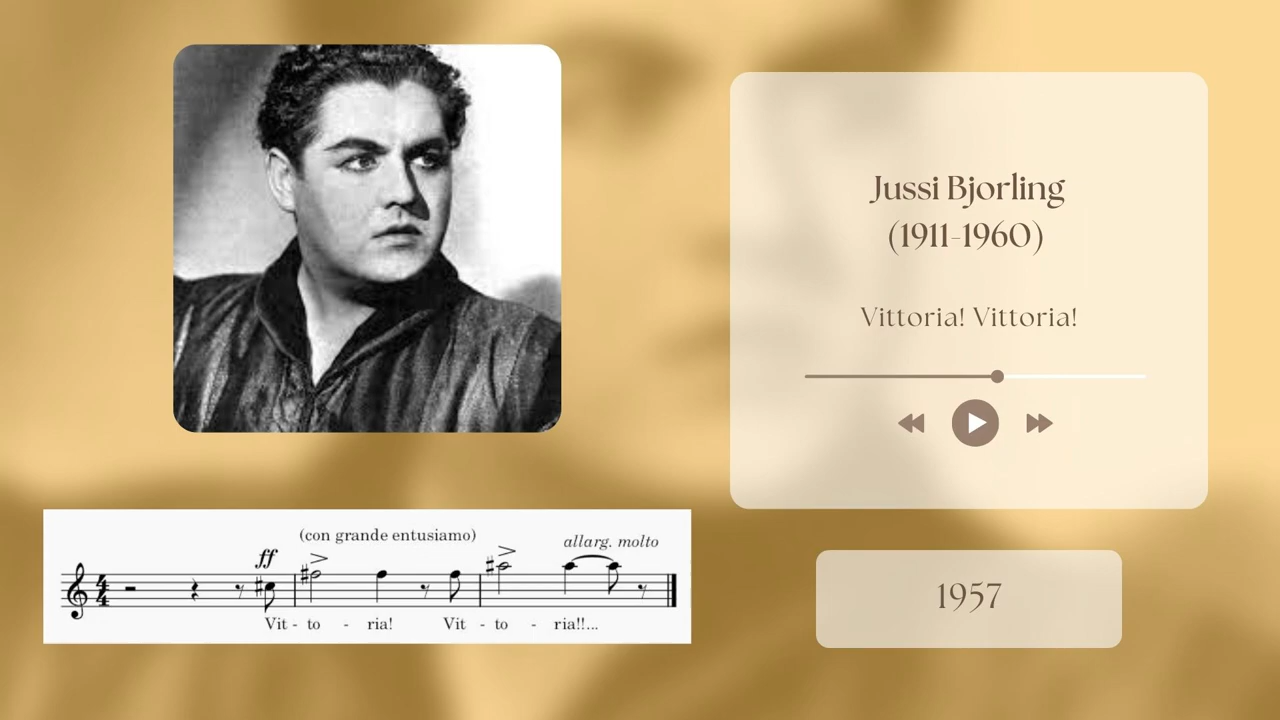 Jussi Bjorling
(1911-1960)
Vittoria! Vittoria!
(con grande entusiamo)
ff
allarg. molto
Vit - to - ria! Vit - to - ria!!...
1957